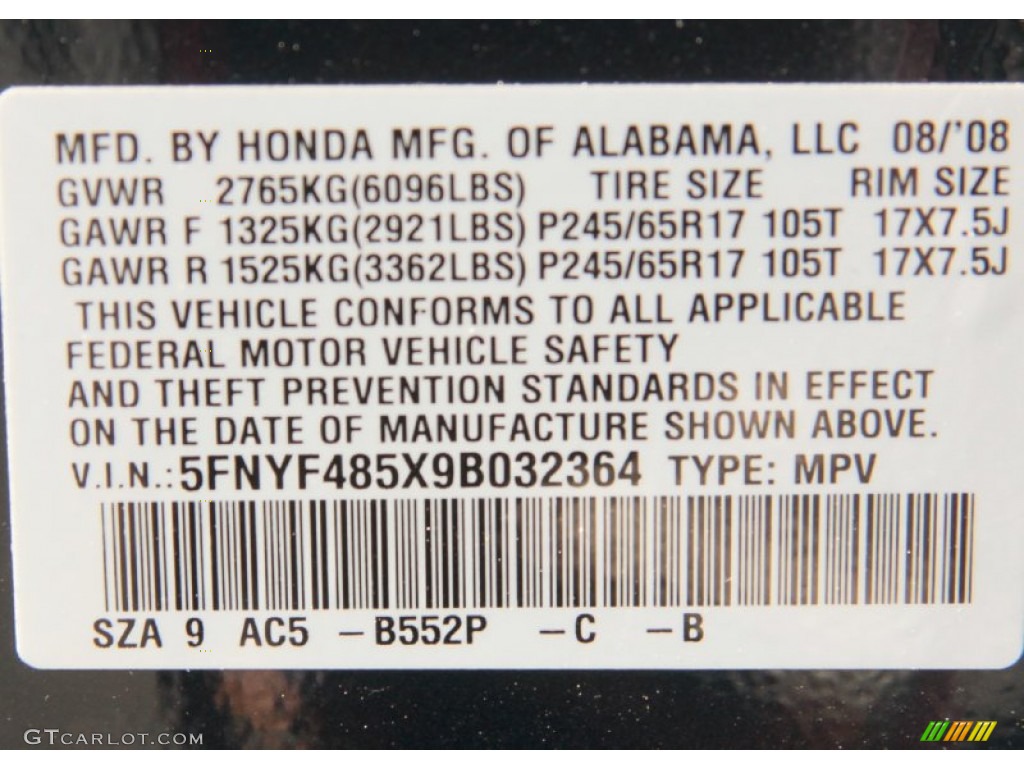 MFD. BY HONDA MFG. OF ALABAMA, LLC 08/'08
GVWR 2765KG(6096LBS) TIRE SIZE RIM SIZE
GAWR F 1325KG(2921LBS) P245/65R17 105T 17X7.5J
GAWR R 1525KG(3362LBS) P245/65R17 105T 17X7.5J
THIS VEHICLE CONFORMS TO ALL APPLICABLE
FEDERAL MOTOR VEHICLE SAFETY
AND THEFT PREVENTION STANDARDS IN EFFECT
ON THE DATE OF MANUFACTURE SHOWN ABOVE.
V.I.N.: 5FNYF485X9B032364 TYPE: MPV
SZA 9 AC5 – B552P – C – B
GTCARLOT.COM